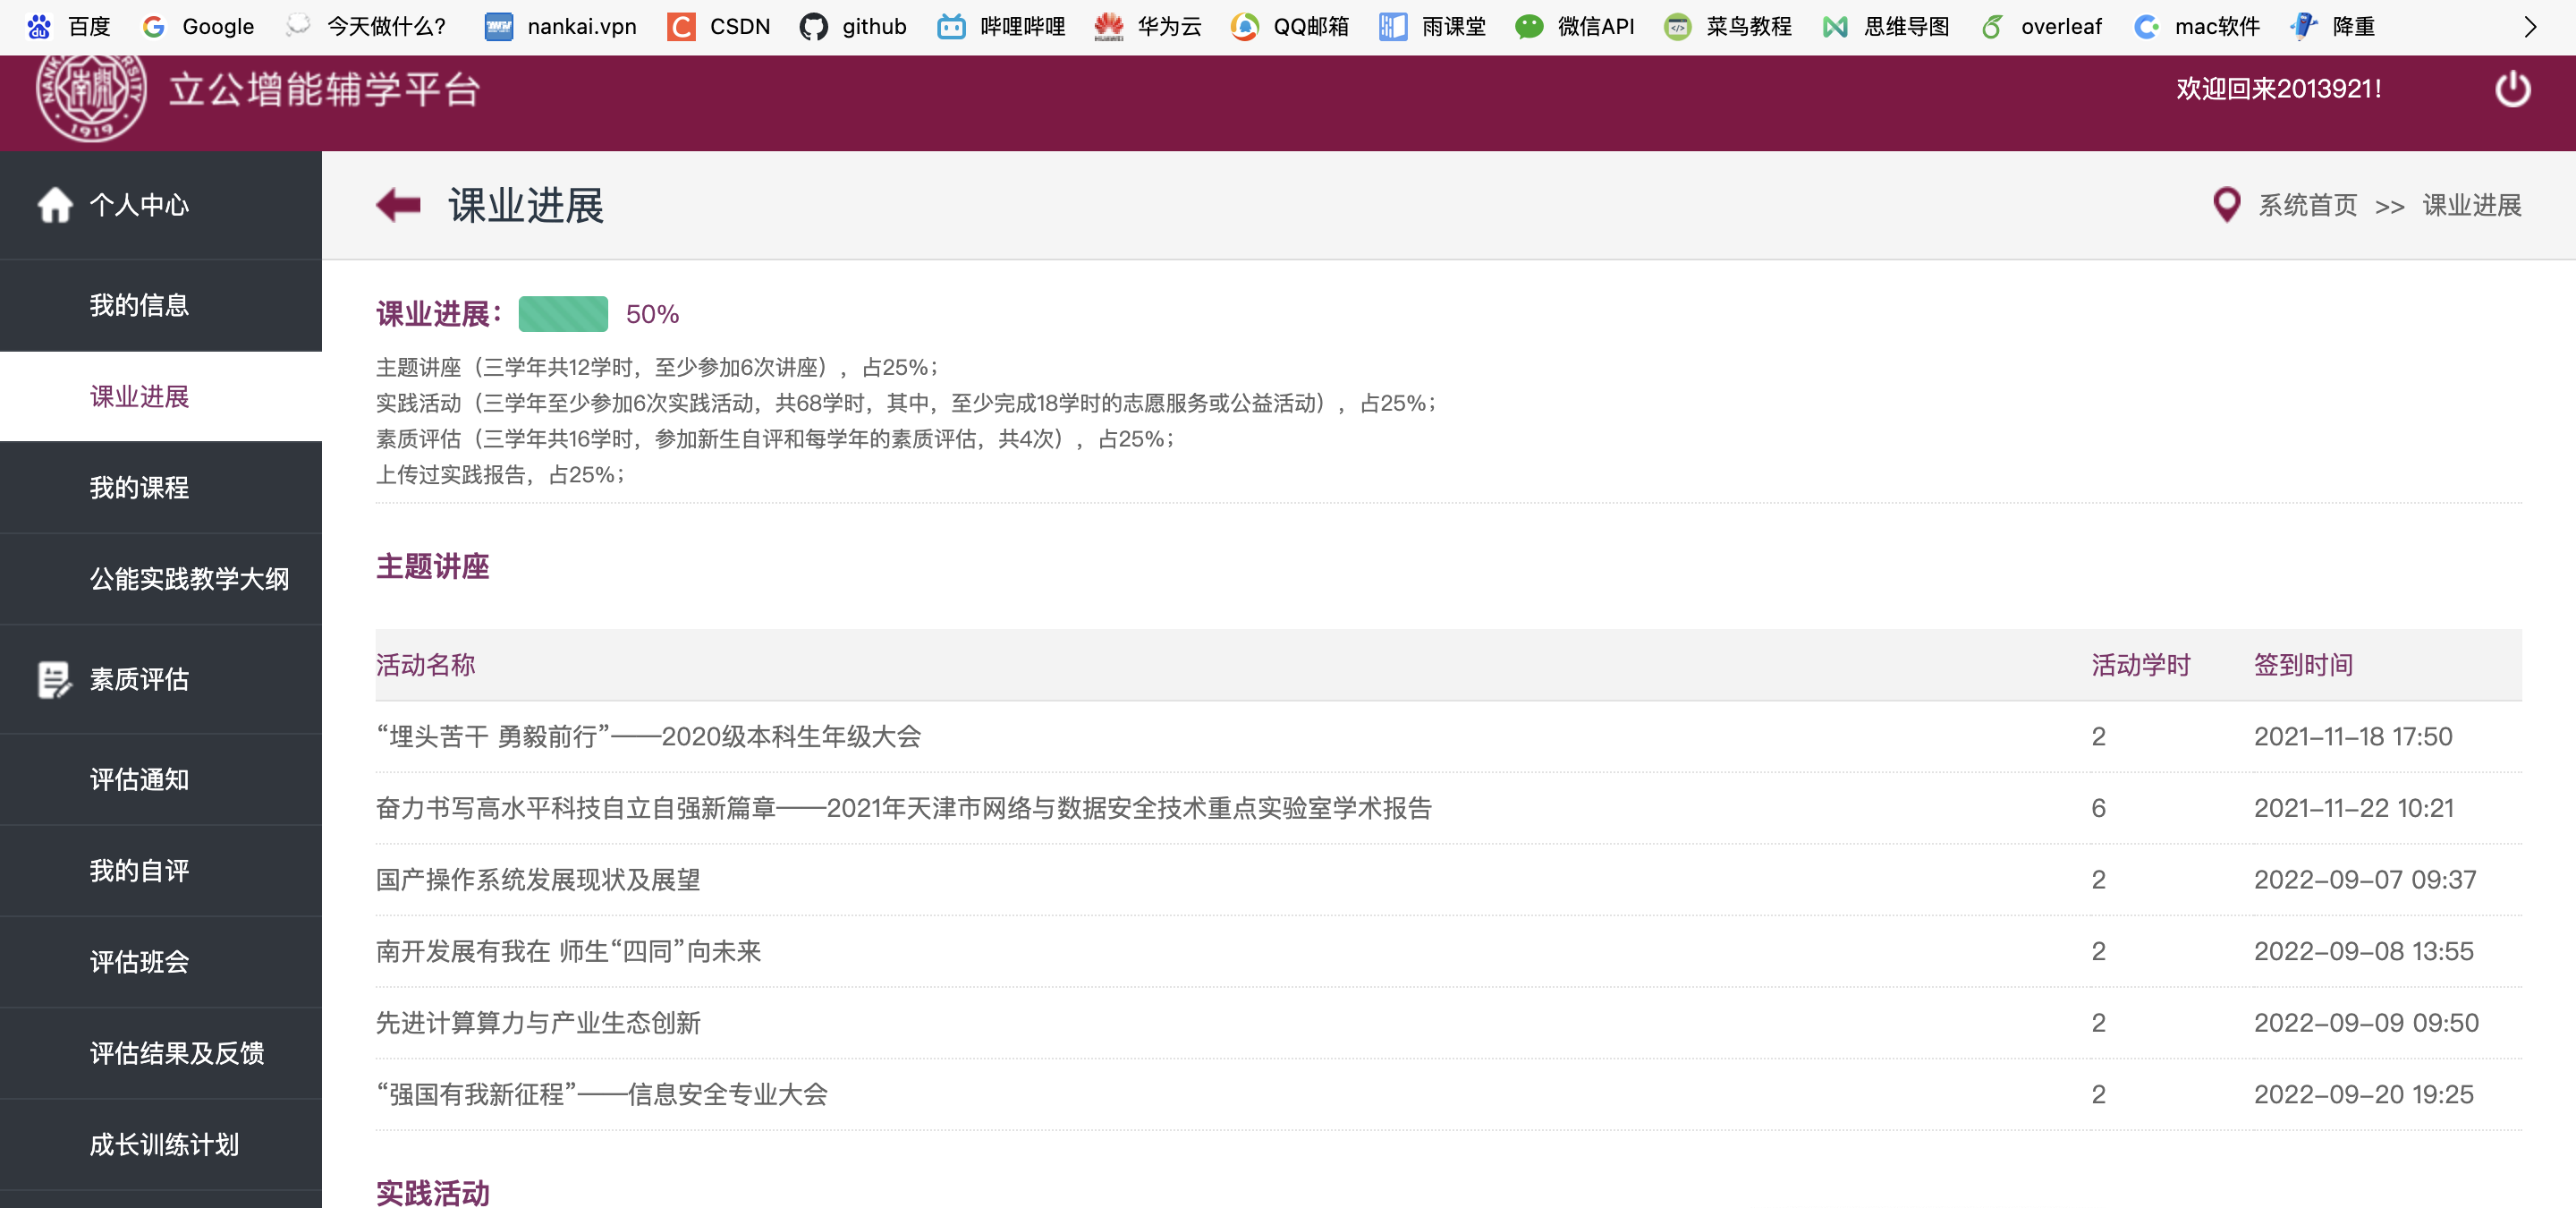 百度 Google 今天做什么? nankai.vpn CSDN github 哔哩哔哩 华为云 QQ邮箱 雨课堂 微信API 菜鸟教程 思维导图 overleaf mac软件 降重
立公增能辅学平台 欢迎回来2013921!
1919
个人中心
我的信息
课业进展
我的课程
公能实践教学大纲
素质评估
评估通知
我的自评
评估班会
评估结果及反馈
成长训练计划
课业进展 系统首页 >> 课业进展
课业进展： 50%
主题讲座（三学年共12学时，至少参加6次讲座），占25%；
实践活动（三学年至少参加6次实践活动，共68学时，其中，至少完成18学时的志愿服务或公益活动），占25%；
素质评估（三学年共16学时，参加新生自评和每学年的素质评估，共4次），占25%；
上传过实践报告，占25%；
主题讲座
活动名称 活动学时 签到时间
“埋头苦干 勇毅前行”——2020级本科生年级大会 2 2021-11-18 17:50
奋力书写高水平科技自立自强新篇章——2021年天津市网络与数据安全技术重点实验室学术报告 6 2021-11-22 10:21
国产操作系统发展现状及展望 2 2022-09-07 09:37
南开发展有我在 师生“四同”向未来 2 2022-09-08 13:55
先进计算算力与产业生态创新 2 2022-09-09 09:50
“强国有我新征程”——信息安全专业大会 2 2022-09-20 19:25
实践活动